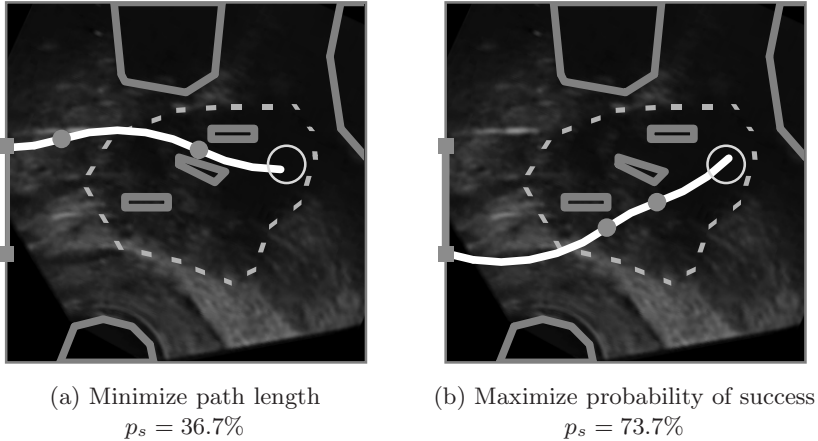 (a) Minimize path length
p_s = 36.7%
(b) Maximize probability of success
p_s = 73.7%